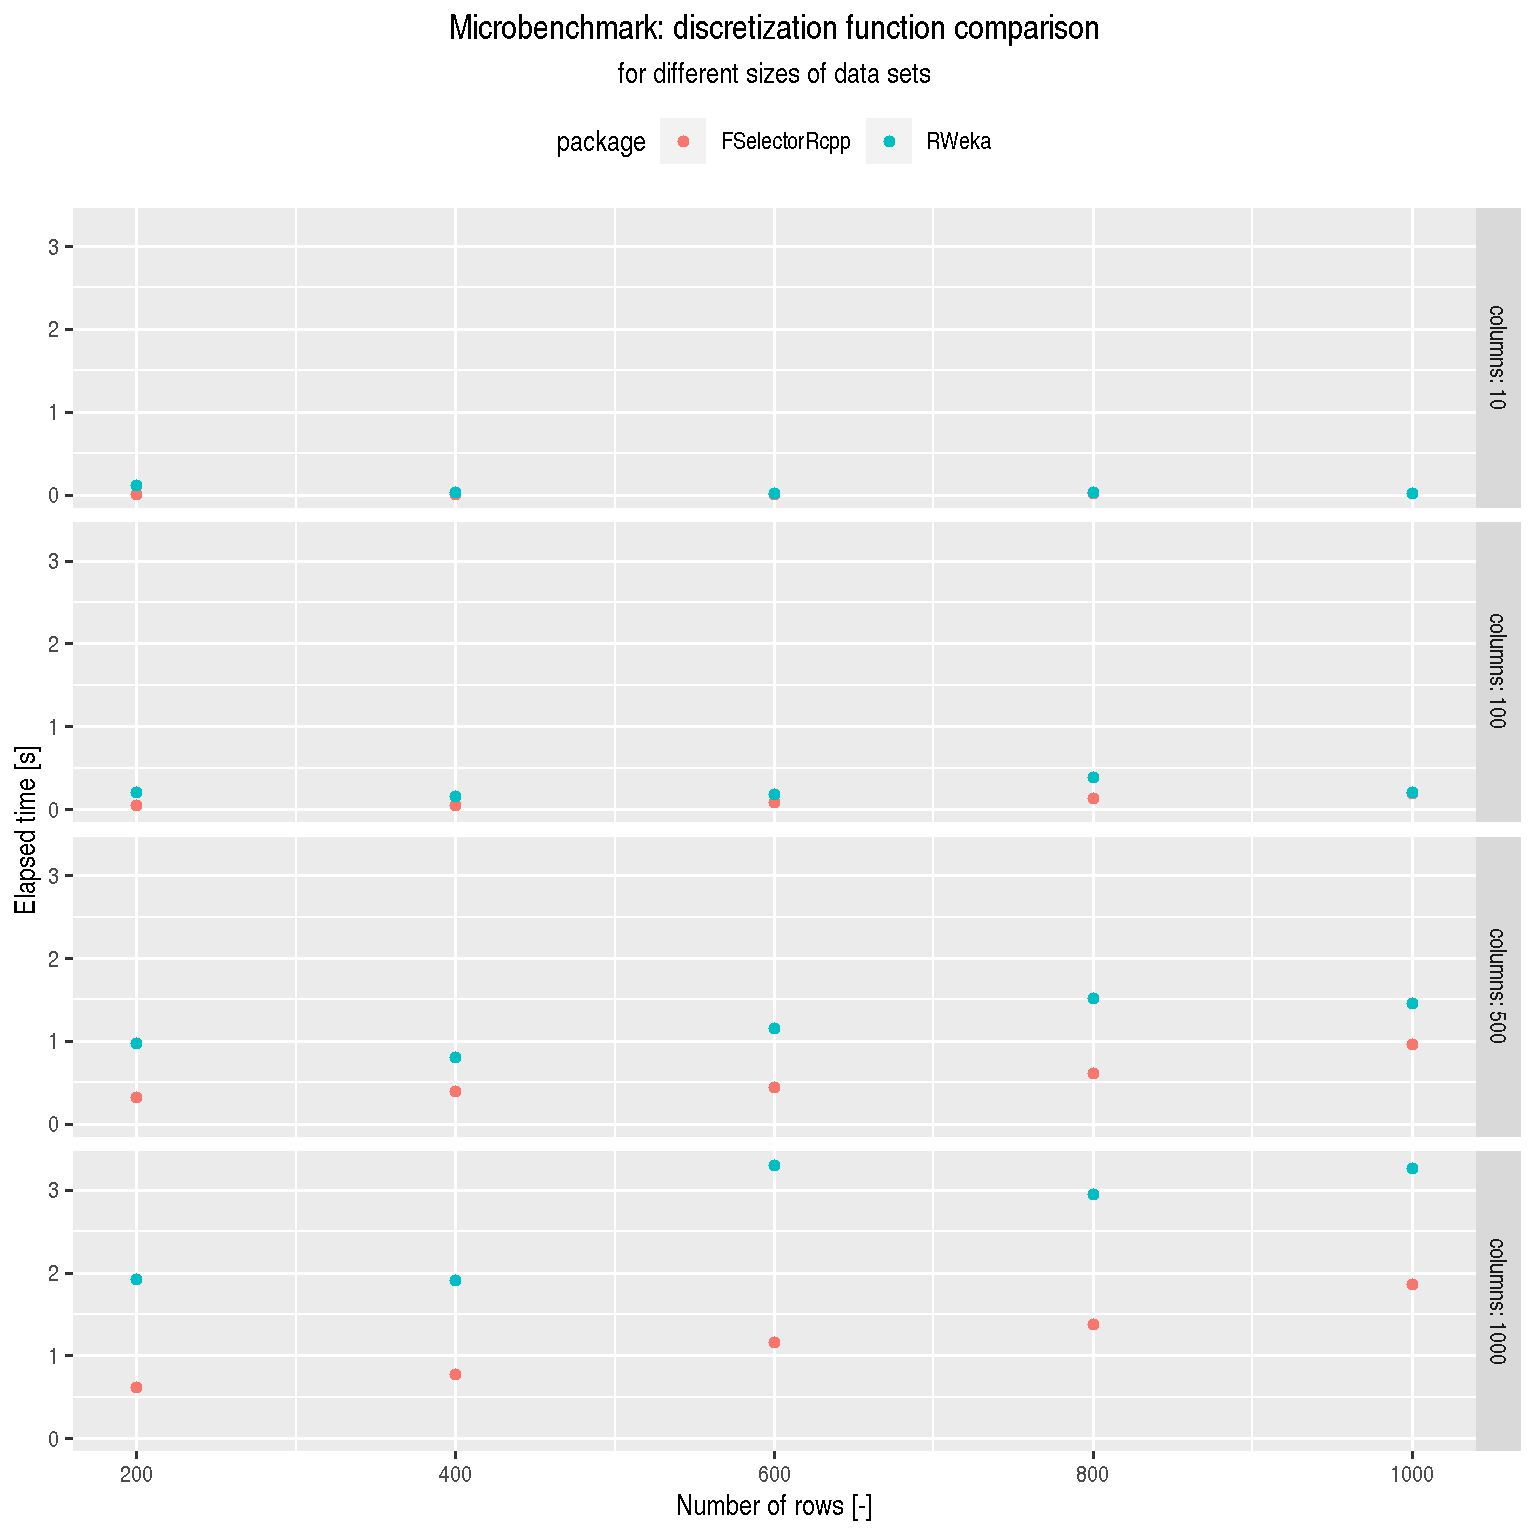 Microbenchmark: discretization function comparison
for different sizes of data sets
package FSelectorRcpp RWeka
3
2
1
0
columns: 10
3
2
1
0
columns: 100
3
2
1
0
columns: 500
3
2
1
0
columns: 1000
Elapsed time [s]
200 400 600 800 1000
Number of rows [-]